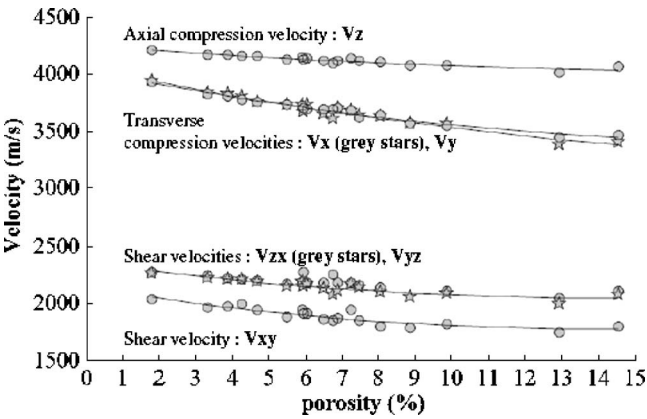 4500
Axial compression velocity : Vz
4000
3500
Transverse
compression velocities : Vx (grey stars), Vy
Velocity (m/s)
3000
2500
Shear velocities : Vzx (grey stars), Vyz
2000
Shear velocity : Vxy
1500
0 1 2 3 4 5 6 7 8 9 10 11 12 13 14 15
porosity (%)